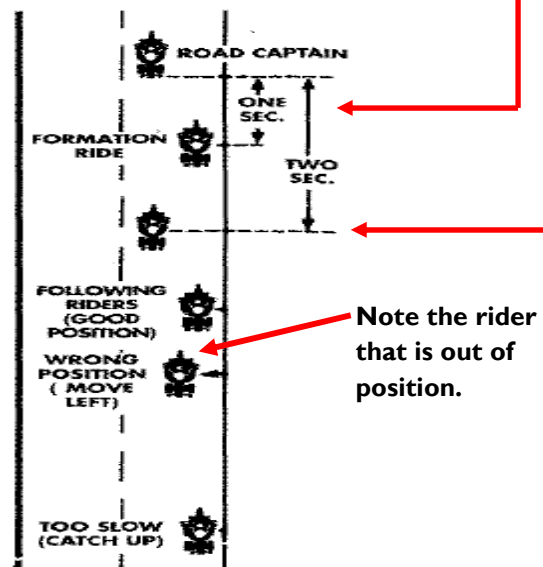 ROAD CAPTAIN
ONE
SEC.
FORMATION
RIDE
TWO
SEC.
FOLLOWING
RIDERS
(GOOD
POSITION)
Note the rider
that is out of
position.
WRONG
POSITION
( MOVE
LEFT)
TOO SLOW
(CATCH UP)